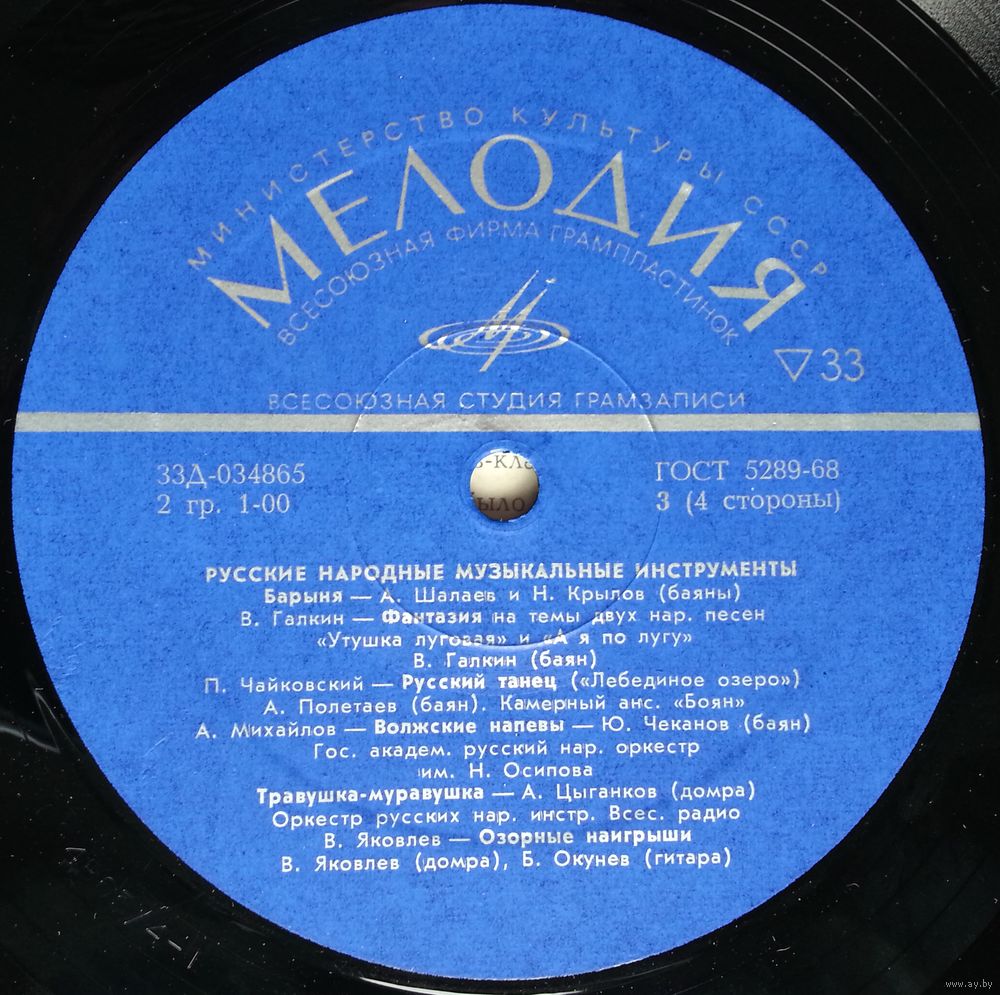 МИНИСТЕРСТВО КУЛЬТУРЫ СССР
МЕЛОДИЯ
ВСЕСОЮЗНАЯ ФИРМА ГРАМПЛАСТИНОК
33
ВСЕСОЮЗНАЯ СТУДИЯ ГРАМЗАПИСИ
33Д-034865
2 гр. 1-00
ГОСТ 5289-68
3 (4 стороны)
РУССКИЕ НАРОДНЫЕ МУЗЫКАЛЬНЫЕ ИНСТРУМЕНТЫ
Барыня — А. Шалаев и Н. Крылов (баяны)
В. Галкин — Фантазия на темы двух нар. песен
«Утушка луговая» и «А я по лугу»
В. Галкин (баян)
П. Чайковский — Русский танец («Лебединое озеро»)
А. Полетаев (баян). Камерный анс. «Боян»
А. Михайлов — Волжские напевы — Ю. Чеканов (баян)
Гос. академ. русский нар. оркестр
им. Н. Осипова
Травушка-муравушка — А. Цыганков (домра)
Оркестр русских нар. инстр. Всес. радио
В. Яковлев — Озорные наигрыши
В. Яковлев (домра), Б. Окунев (гитара)
www.ay.by